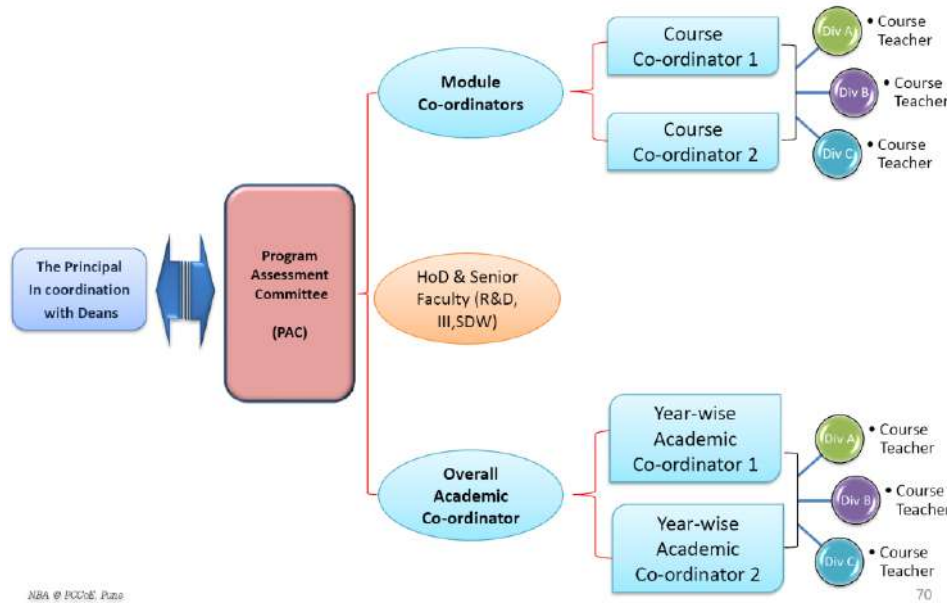 The Principal
In coordination
with Deans
Program
Assessment
Committee
(PAC)
Module
Co-ordinators
Course
Co-ordinator 1
Course
Co-ordinator 2
Div A
• Course
Teacher
Div B
• Course
Teacher
Div C
• Course
Teacher
HoD & Senior
Faculty (R&D,
III,SDW)
Overall
Academic
Co-ordinator
Year-wise
Academic
Co-ordinator 1
Year-wise
Academic
Co-ordinator 2
Div A
• Course
Teacher
Div B
• Course
Teacher
Div C
• Course
Teacher
NBA @ PCCoE, Pune
70